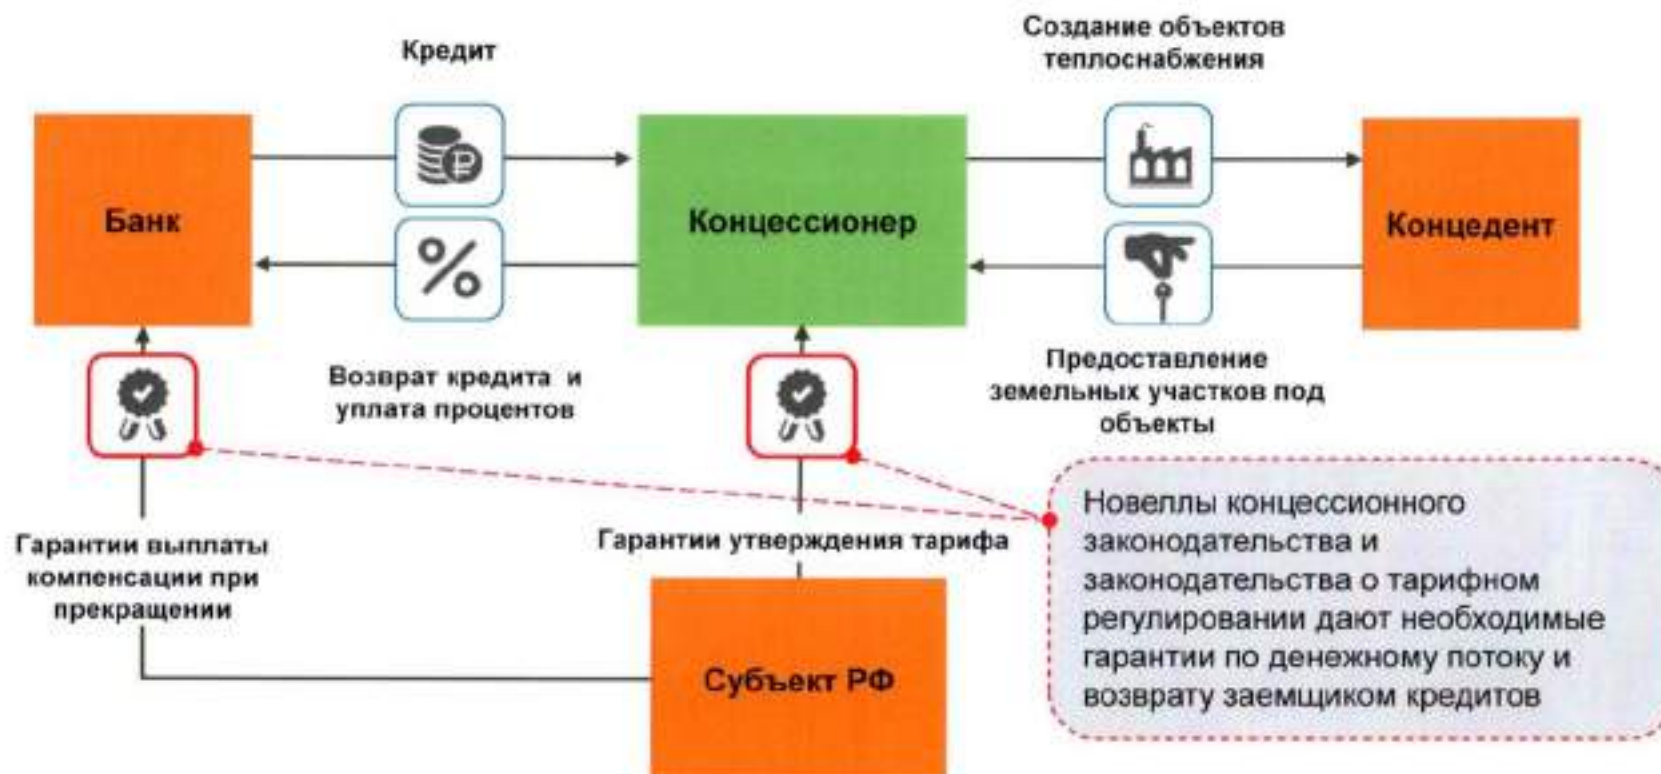 Кредит
Создание объектов
теплоснабжения
Банк
Концессионер
Концедент
Возврат кредита и
уплата процентов
Предоставление
земельных участков под
объекты
Гарантии выплаты
компенсации при
прекращении
Гарантии утверждения тарифа
Субъект РФ
Новеллы концессионного
законодательства и
законодательства о тарифном
регулировании дают необходимые
гарантии по денежному потоку и
возврату заемщиком кредитов